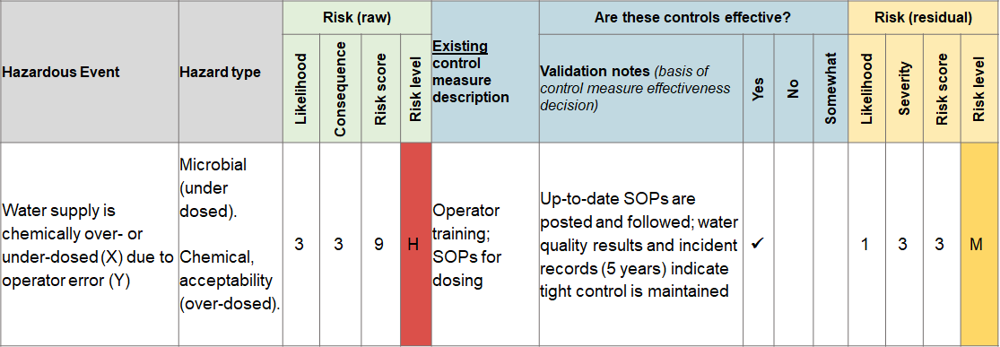 Risk (raw)
Are these controls effective?
Risk (residual)
Hazardous Event
Hazard type
Likelihood
Consequence
Risk score
Risk level
Existing
control
measure
description
Validation notes (basis of
control measure effectiveness
decision)
Yes
No
Somewhat
Likelihood
Severity
Risk score
Risk level
Water supply is
chemically over- or
under-dosed (X) due to
operator error (Y)
Microbial
(under
dosed).
Chemical,
acceptability
(over-dosed).
3
3
9
H
Operator
training;
SOPs for
dosing
Up-to-date SOPs are
posted and followed; water
quality results and incident
records (5 years) indicate
tight control is maintained
✓
1
3
3
M